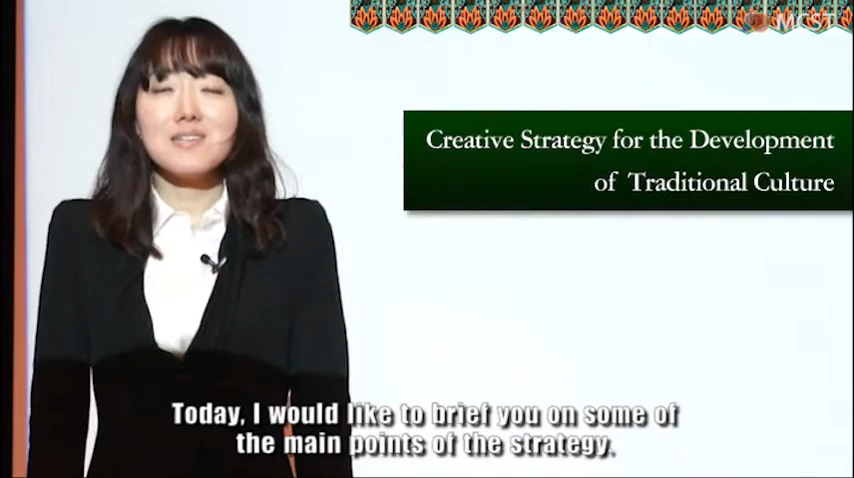 MCST
Creative Strategy for the Development
of Traditional Culture
Today, I would like to brief you on some of
the main points of the strategy.